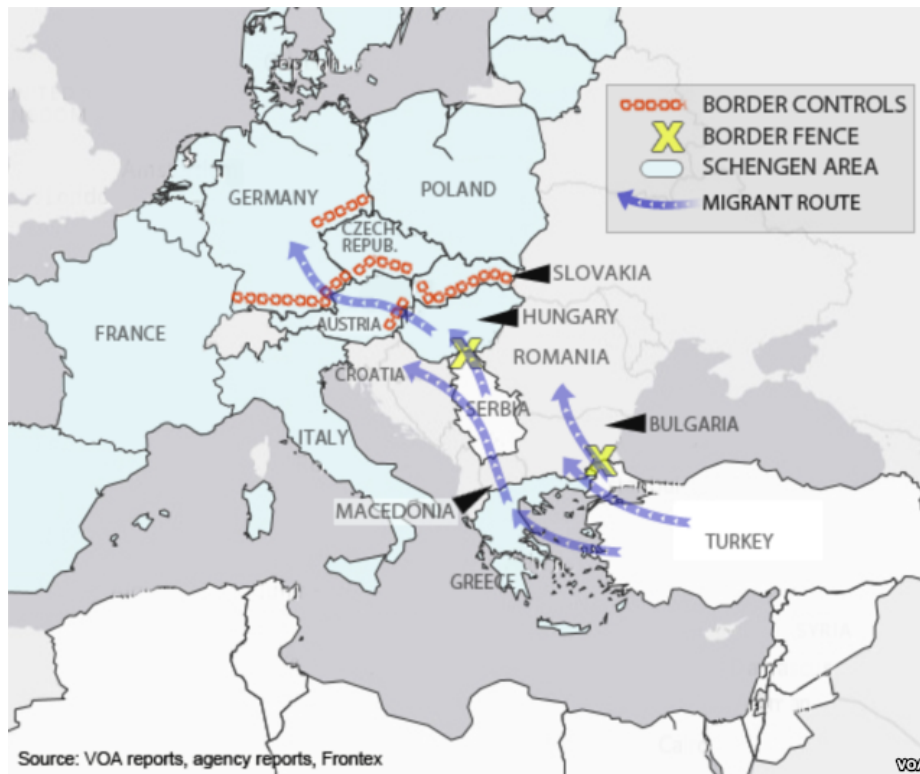 BORDER CONTROLS
BORDER FENCE
SCHENGEN AREA
MIGRANT ROUTE
GERMANY
POLAND
CZECH
REPUB.
SLOVAKIA
HUNGARY
AUSTRIA
FRANCE
ROMANIA
CROATIA
SERBIA
BULGARIA
ITALY
MACEDONIA
TURKEY
GREECE
SYRIA
Source: VOA reports, agency reports, Frontex